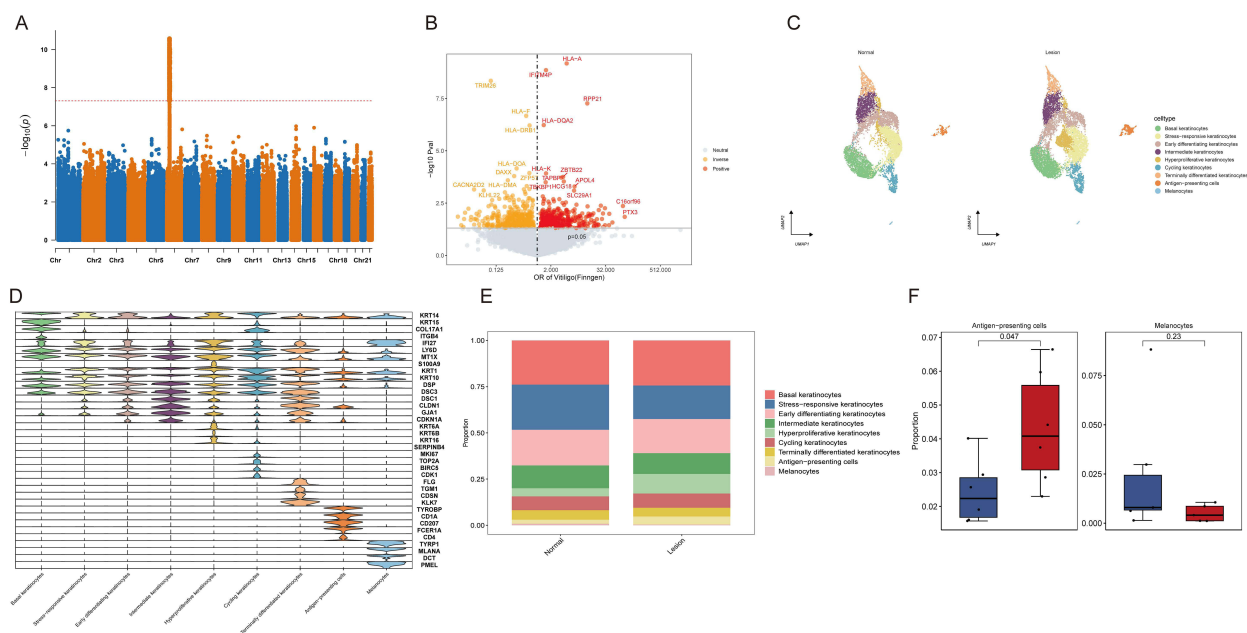 A
−log10(p)
10
8
6
4
2
0
Chr
Chr2
Chr3
Chr5
Chr7
Chr9
Chr11
Chr13
Chr15
Chr18
Chr21
B
−log10 Pval
7.5
5.0
2.5
0.0
HLA−A
IFITM4P
TRIM26
RPP21
HLA−F
HLA−DRB1
HLA−DQA2
HLA−K
ZBTB22
DAXX
ZFP57
TAPBP
CACNA2D2
HLA−DMA
HCG18
APOL4
SLC29A1
C16orf96
PTX3
p=0.05
0.125
2.000
32.000
512.000
OR of Vitiligo(Finngen)
Neutral
Inverse
Positive
C
Normal
Lesion
UMAP2
UMAP1
UMAP2
UMAP1
celltype
Basal keratinocytes
Stress−responsive keratinocytes
Early differentiating keratinocytes
Intermediate keratinocytes
Hyperproliferative keratinocytes
Cycling keratinocytes
Terminally differentiated keratinocytes
Antigen−presenting cells
Melanocytes
D
KRT14
KRT15
COL17A1
ITGB4
IFI27
LY6D
MT1X
S100A9
KRT1
KRT10
DSP
DSC3
DSC1
CLDN1
GJA1
CDKN1A
KRT6A
KRT6B
KRT16
SERPINB4
MKI67
TOP2A
BIRC5
CDK1
FLG
TGM1
CDSN
KLK7
TYROBP
CD1A
CD207
FCER1A
CD4
TYRP1
MLANA
DCT
PMEL
Basal keratinocytes
Stress−responsive keratinocytes
Early differentiating keratinocytes
Intermediate keratinocytes
Hyperproliferative keratinocytes
Cycling keratinocytes
Terminally differentiated keratinocytes
Antigen−presenting cells
Melanocytes
E
Proportion
1.00
0.75
0.50
0.25
0.00
Normal
Lesion
Basal keratinocytes
Stress−responsive keratinocytes
Early differentiating keratinocytes
Intermediate keratinocytes
Hyperproliferative keratinocytes
Cycling keratinocytes
Terminally differentiated keratinocytes
Antigen−presenting cells
Melanocytes
F
Antigen−presenting cells
0.047
Proportion
0.07
0.06
0.05
0.04
0.03
0.02
Melanocytes
0.23
0.075
0.050
0.025
0.000